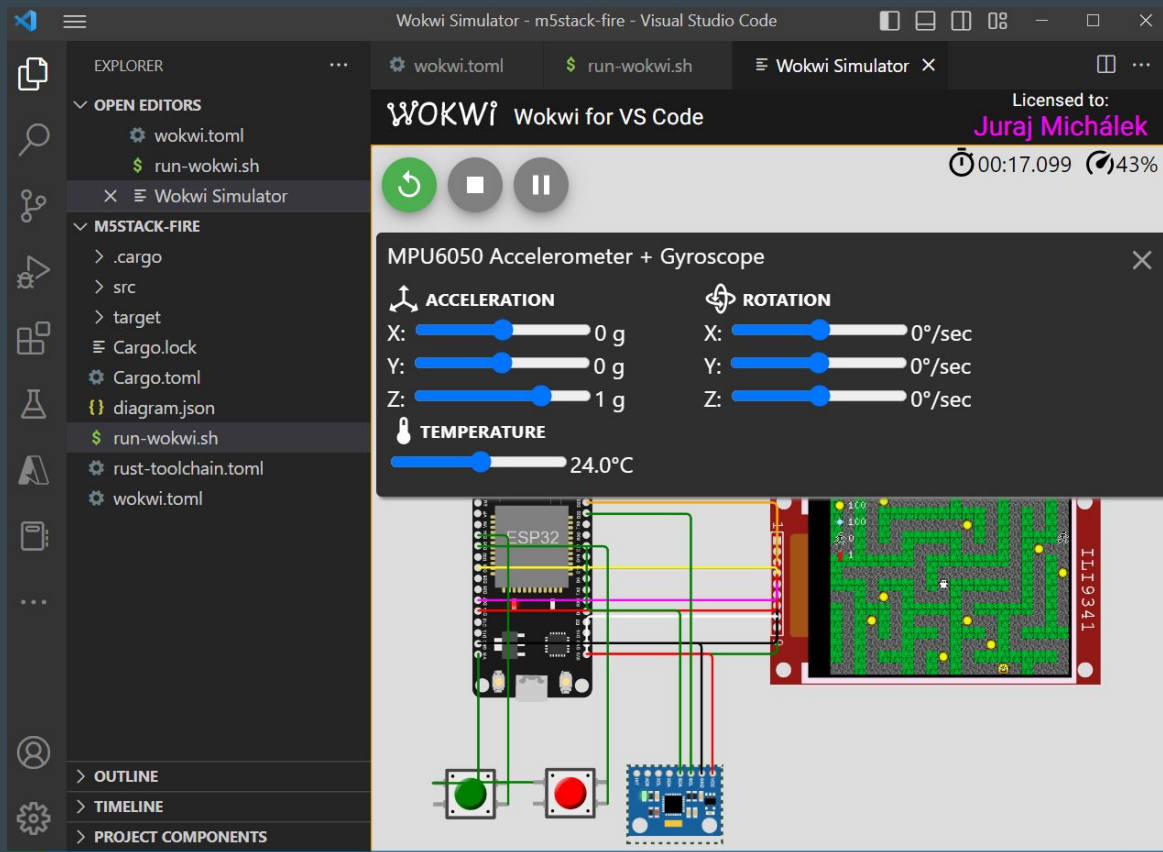 Wokwi Simulator - m5stack-fire - Visual Studio Code
EXPLORER
wokwi.toml
$ run-wokwi.sh
Wokwi Simulator
OPEN EDITORS
wokwi.toml
$ run-wokwi.sh
Wokwi Simulator
M5STACK-FIRE
.cargo
src
target
Cargo.lock
Cargo.toml
{} diagram.json
$ run-wokwi.sh
rust-toolchain.toml
wokwi.toml
OUTLINE
TIMELINE
PROJECT COMPONENTS
WOKWi Wokwi for VS Code
Licensed to:
Juraj Michálek
00:17.099 43%
MPU6050 Accelerometer + Gyroscope
ACCELERATION
X: 0 g
Y: 0 g
Z: 1 g
ROTATION
X: 0°/sec
Y: 0°/sec
Z: 0°/sec
TEMPERATURE
24.0°C
ESP32
100
100
0
1
ILI9341